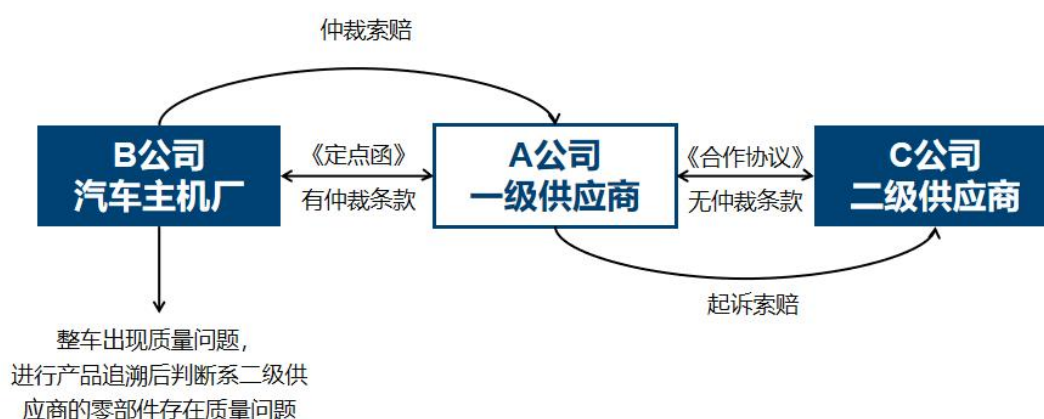 仲裁索赔
B公司
汽车主机厂
《定点函》
有仲裁条款
A公司
一级供应商
《合作协议》
无仲裁条款
C公司
二级供应商
起诉索赔
整车出现质量问题，
进行产品追溯后判断系二级供
应商的零部件存在质量问题